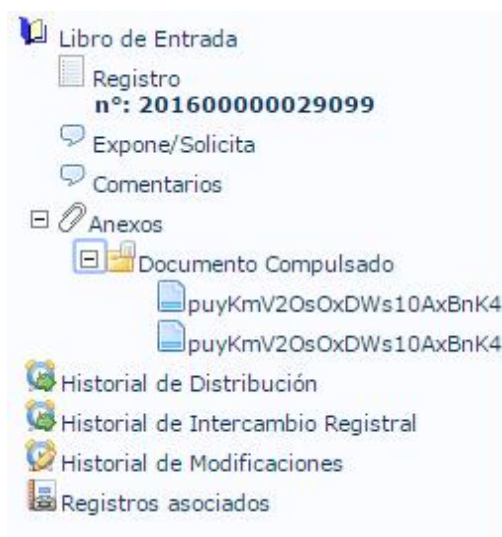 Libro de Entrada
Registro
nº: 201600000029099
Expone/Solicita
Comentarios
Anexos
Documento Compulsado
puyKmV2OsOxDWs10AxBnK4
puyKmV2OsOxDWs10AxBnK4
Historial de Distribución
Historial de Intercambio Registral
Historial de Modificaciones
Registros asociados